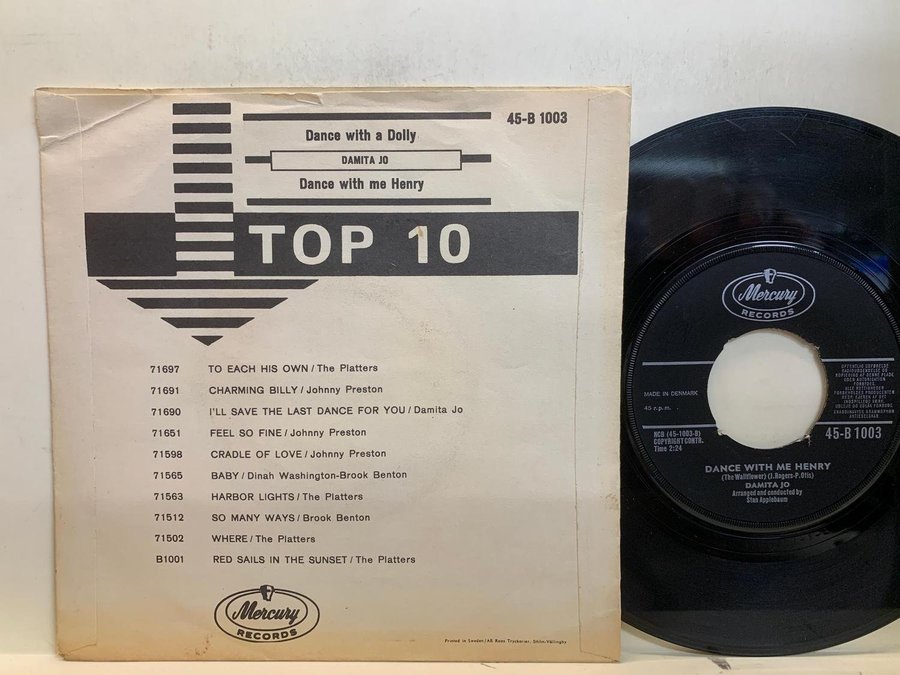 45-B 1003
Dance with a Dolly
DAMITA JO
Dance with me Henry
TOP 10
71697 TO EACH HIS OWN / The Platters
71691 CHARMING BILLY / Johnny Preston
71690 I'LL SAVE THE LAST DANCE FOR YOU / Damita Jo
71651 FEEL SO FINE / Johnny Preston
71598 CRADLE OF LOVE / Johnny Preston
71565 BABY / Dinah Washington-Brook Benton
71563 HARBOR LIGHTS / The Platters
71512 SO MANY WAYS / Brook Benton
71502 WHERE / The Platters
B1001 RED SAILS IN THE SUNSET / The Platters
Mercury
RECORDS
Printed in Sweden / AB
Mercury
RECORDS
MADE IN DENMARK
45 r.p.m.
NCB (45-1003-B)
COPYRIGHT CONTR.
Time 2:24
45-B 1003
DANCE WITH ME HENRY
(The Wallflower) (J. Rogers-P. Otis)
DAMITA JO
Arranged and conducted by
Stan Applebaum